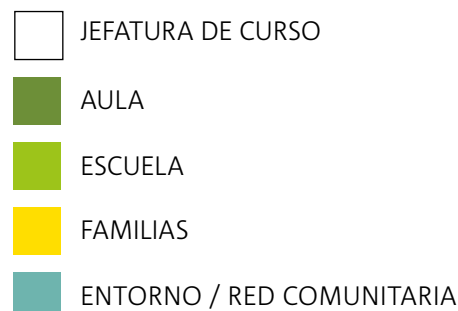 JEFATURA DE CURSO
AULA
ESCUELA
FAMILIAS
ENTORNO / RED COMUNITARIA